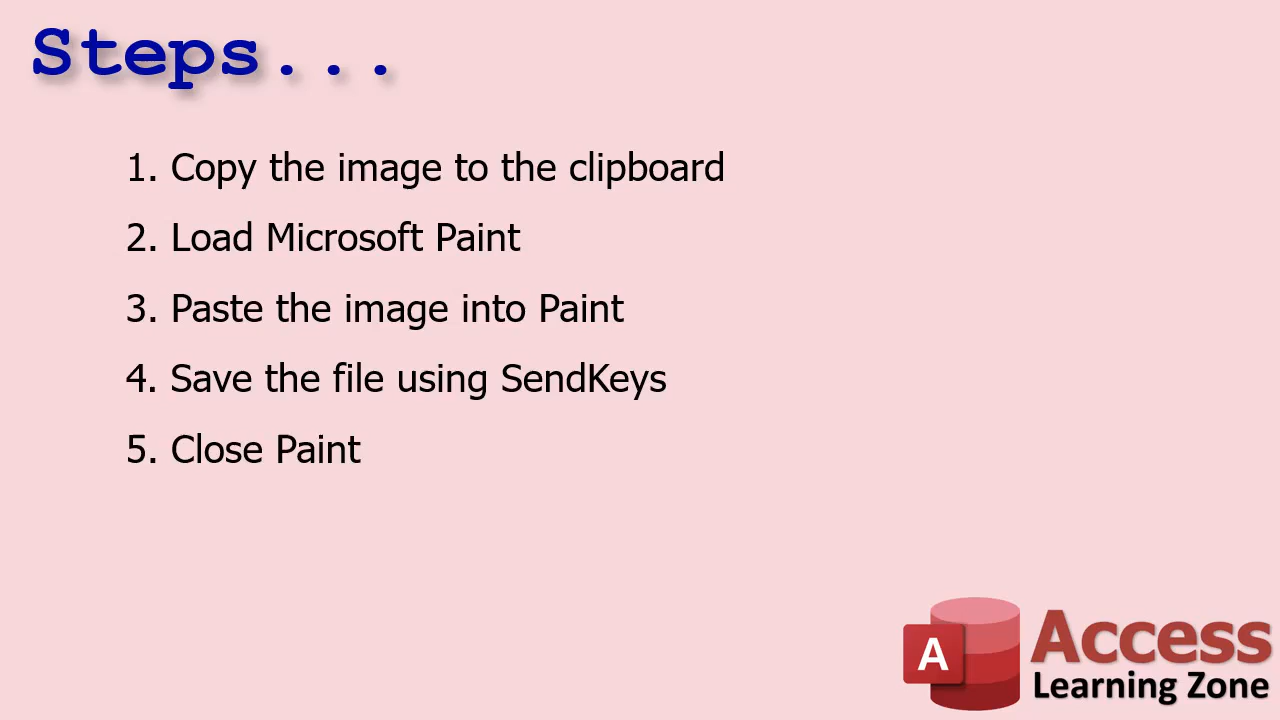 Steps...
1. Copy the image to the clipboard
2. Load Microsoft Paint
3. Paste the image into Paint
4. Save the file using SendKeys
5. Close Paint
A
Access
Learning Zone